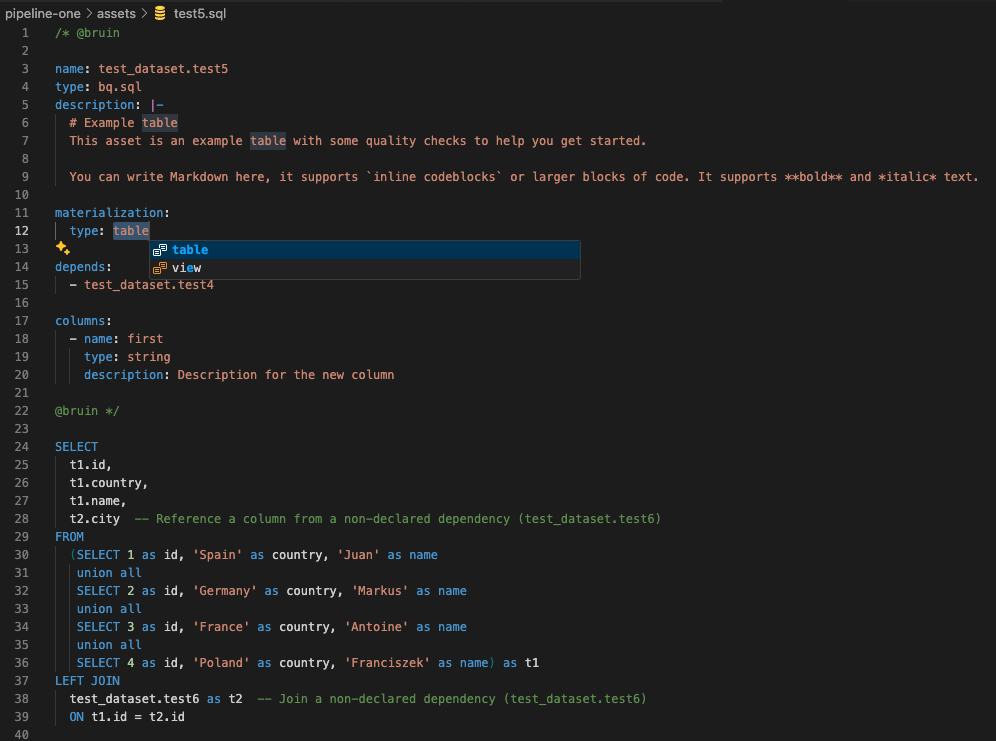 pipeline-one > assets > test5.sql
1 /* @bruin
2
3 name: test_dataset.test5
4 type: bq.sql
5 description: |-
6   # Example table
7   This asset is an example table with some quality checks to help you get started.
8
9   You can write Markdown here, it supports `inline codeblocks` or larger blocks of code. It supports **bold** and *italic* text.
10
11 materialization:
12   type: table
table
13
view
14 depends:
15   - test_dataset.test4
16
17 columns:
18   - name: first
19     type: string
20     description: Description for the new column
21
22 @bruin */
23
24 SELECT
25   t1.id,
26   t1.country,
27   t1.name,
28   t2.city  -- Reference a column from a non-declared dependency (test_dataset.test6)
29 FROM
30   (SELECT 1 as id, 'Spain' as country, 'Juan' as name
31    union all
32    SELECT 2 as id, 'Germany' as country, 'Markus' as name
33    union all
34    SELECT 3 as id, 'France' as country, 'Antoine' as name
35    union all
36    SELECT 4 as id, 'Poland' as country, 'Franciszek' as name) as t1
37 LEFT JOIN
38   test_dataset.test6 as t2  -- Join a non-declared dependency (test_dataset.test6)
39   ON t1.id = t2.id
40